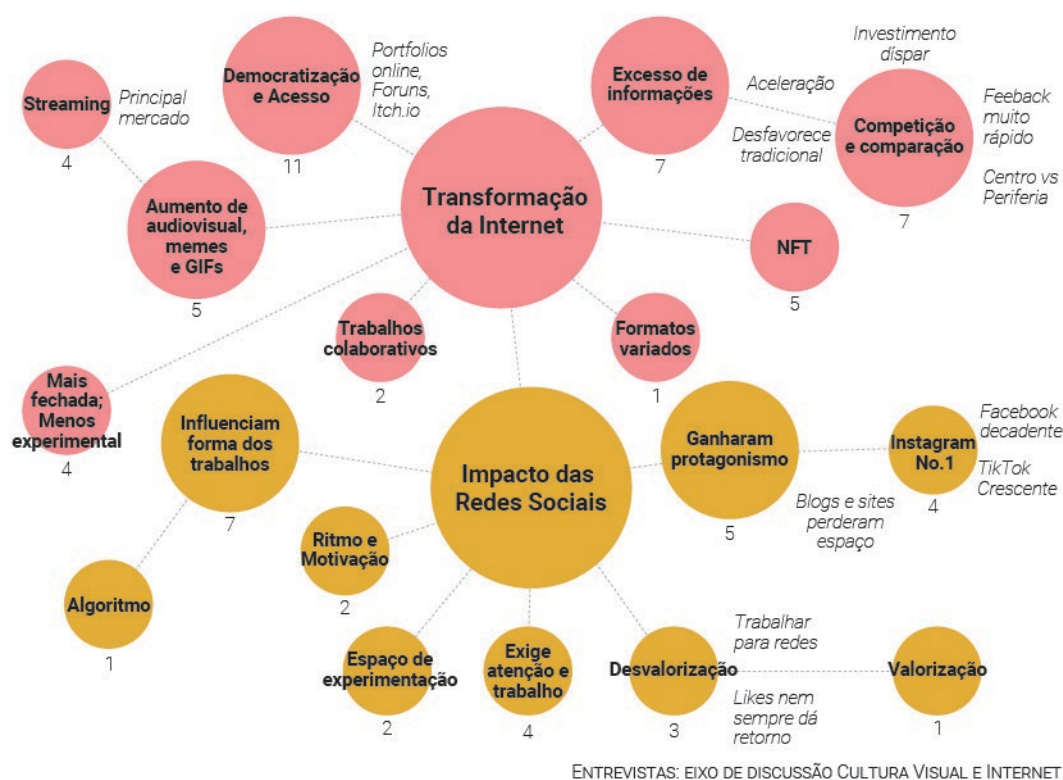 Streaming
4
Principal
mercado
Democratização
e Acesso
11
Portfolios
online,
Foruns,
Itch.io
Excesso de
informações
7
Aceleração
Desfavorece
tradicional
Investimento
díspar
Competição
e comparação
7
Feeback
muito
rápido
Centro vs
Periferia
Transformação
da Internet
Aumento de
audiovisual,
memes
e GIFs
5
NFT
5
Trabalhos
colaborativos
2
Formatos
variados
1
Mais
fechada;
Menos
experimental
4
Influenciam
forma dos
trabalhos
7
Impacto das
Redes Sociais
Ganharam
protagonismo
5
Blogs e sites
perderam
espaço
Instagram
No.1
4
Facebook
decadente
TikTok
Crescente
Ritmo e
Motivação
2
Algoritmo
1
Espaço de
experimentação
2
Exige
atenção e
trabalho
4
Desvalorização
3
Trabalhar
para redes
Likes nem
sempre dá
retorno
Valorização
1
ENTREVISTAS: EIXO DE DISCUSSÃO CULTURA VISUAL E INTERNET